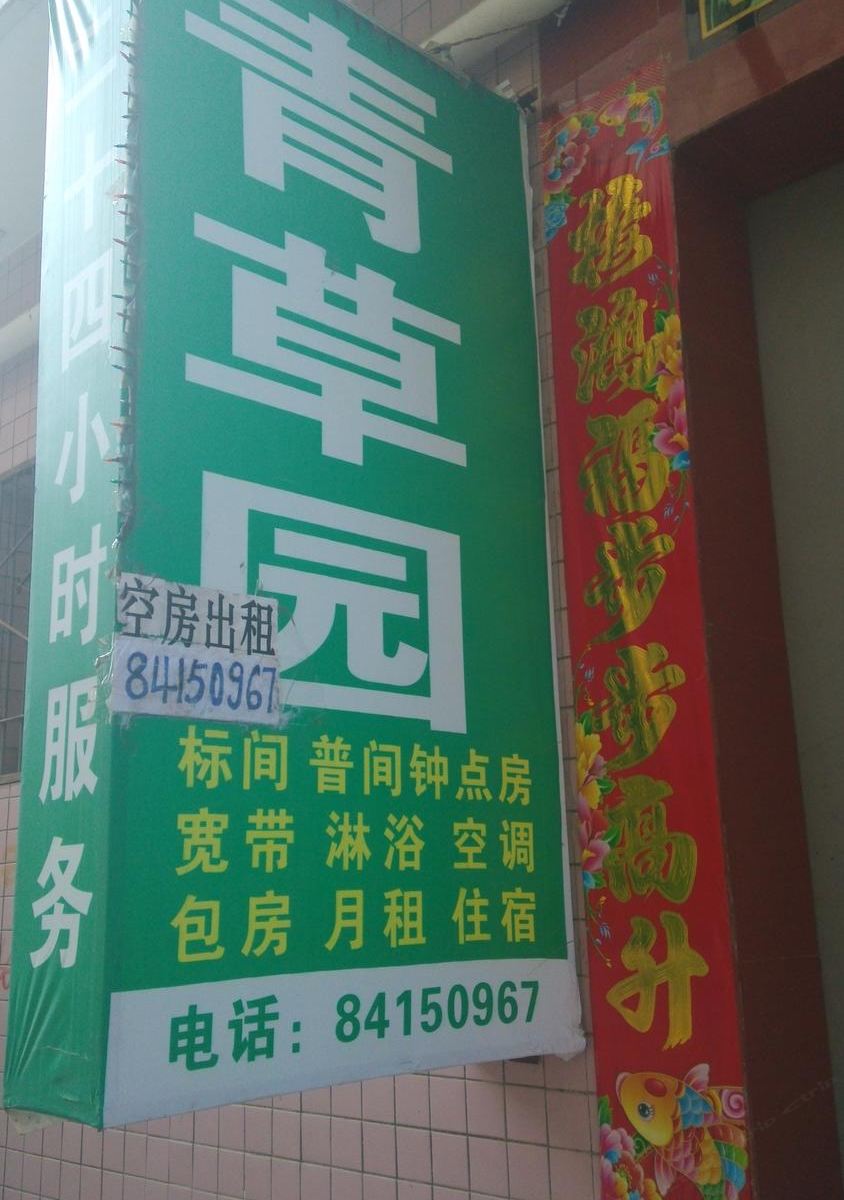 二十四小时服务
青草园
空房出租
84150967
标间 普间钟点房
宽带 淋浴 空调
包房 月租 住宿
电话：84150967
鸿福步步高升